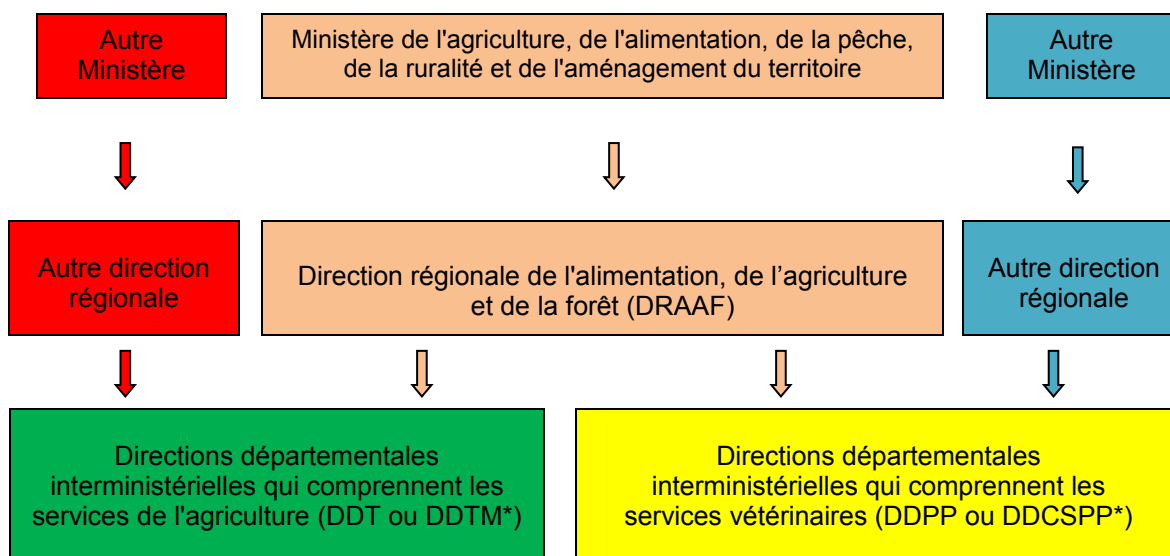 Autre
Ministère
Ministère de l'agriculture, de l'alimentation, de la pêche,
de la ruralité et de l'aménagement du territoire
Autre
Ministère
Autre direction
régionale
Direction régionale de l'alimentation, de l’agriculture
et de la forêt (DRAAF)
Autre direction
régionale
Directions départementales
interministérielles qui comprennent les
services de l'agriculture (DDT ou DDTM*)
Directions départementales
interministérielles qui comprennent les
services vétérinaires (DDPP ou DDCSPP*)